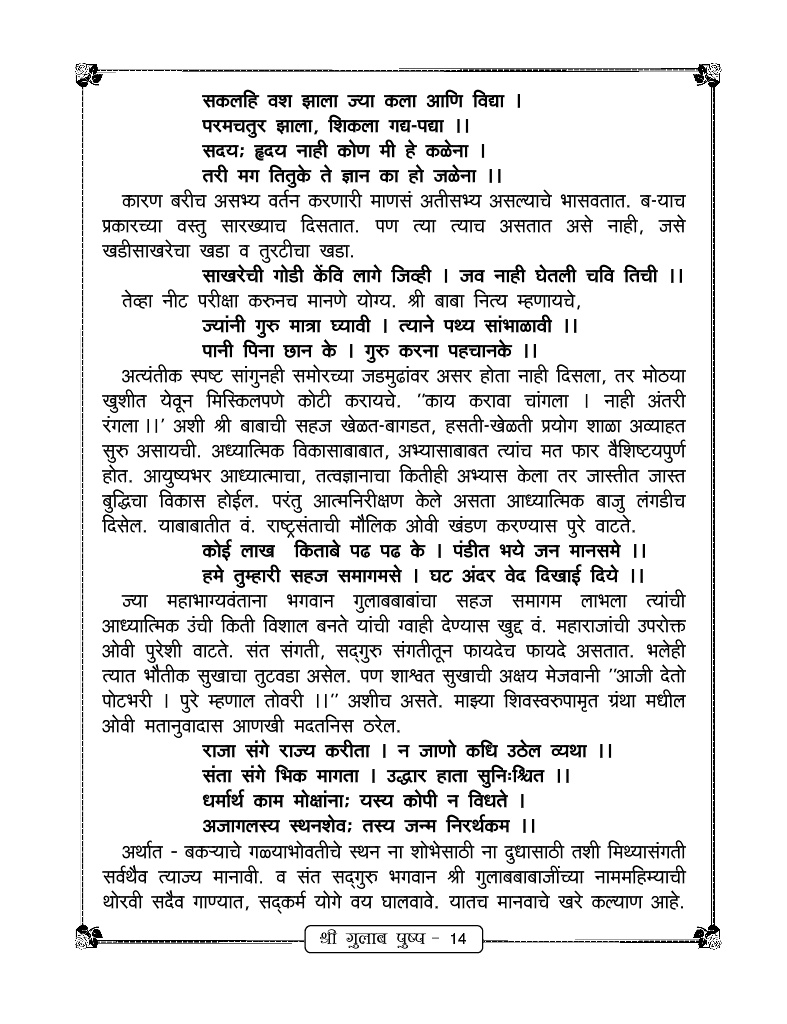 सकलहि वश झाला ज्या कला आणि विद्या ।
परमचतुर झाला, शिकला गद्य-पद्या ।।
सदयः हृदय नाही कोण मी हे कळेना ।
तरी मग तितुके ते ज्ञान का हो जळेना ।।
कारण बरीच असभ्य वर्तन करणारी माणसं अतीसभ्य असल्याचे भासवतात. ब-याच
प्रकारच्या वस्तु सारख्याच दिसतात. पण त्या त्याच असतात असे नाही, जसे
खडीसाखरेचा खडा व तुरटीचा खडा.
साखरेची गोडी केंवि लागे जिव्ही । जव नाही घेतली चवि तिची ।।
तेव्हा नीट परीक्षा करुनच मानणे योग्य. श्री बाबा नित्य म्हणायचे,
ज्यांनी गुरु मात्रा घ्यावी । त्याने पथ्य सांभाळावी ।।
पानी पिना छान के । गुरु करना पहचानके ।।
अत्यंतीक स्पष्ट सांगुनही समोरच्या जडमुढांवर असर होता नाही दिसला, तर मोठया
खुशीत येवून मिस्किलपणे कोटी करायचे. ''काय करावा चांगला । नाही अंतरी
रंगला ।।' अशी श्री बाबाची सहज खेळत-बागडत, हसती-खेळती प्रयोग शाळा अव्याहत
सुरु असायची. अध्यात्मिक विकासाबाबात, अभ्यासाबाबत त्यांच मत फार वैशिष्टयपुर्ण
होत. आयुष्यभर आध्यात्माचा, तत्वज्ञानाचा कितीही अभ्यास केला तर जास्तीत जास्त
बुद्धिचा विकास होईल. परंतु आत्मनिरीक्षण केले असता आध्यात्मिक बाजु लंगडीच
दिसेल. याबाबातीत वं. राष्ट्रसंताची मौलिक ओवी खंडण करण्यास पुरे वाटते.
कोई लाख किताबे पढ पढ के । पंडीत भये जन मानसमे ।।
हमे तुम्हारी सहज समागमसे । घट अंदर वेद दिखाई दिये ।।
ज्या महाभाग्यवंताना भगवान गुलाबबाबांचा सहज समागम लाभला त्यांची
आध्यात्मिक उंची किती विशाल बनते यांची ग्वाही देण्यास खुद्द वं. महाराजांची उपरोक्त
ओवी पुरेशी वाटते. संत संगती, सद्‌गुरु संगतीतून फायदेच फायदे असतात. भलेही
त्यात भौतीक सुखाचा तुटवडा असेल. पण शाश्वत सुखाची अक्षय मेजवानी ''आजी देतो
पोटभरी । पुरे म्हणाल तोवरी ।।'' अशीच असते. माझ्या शिवस्वरुपामृत ग्रंथा मधील
ओवी मतानुवादास आणखी मदतनिस ठरेल.
राजा संगे राज्य करीता । न जाणो कधि उठेल व्यथा ।।
संता संगे भिक मागता । उद्धार हाता सुनिःश्चित ।।
धर्मार्थ काम मोक्षांनाः यस्य कोपी न विधते ।
अजागलस्य स्थनशेवः तस्य जन्म निरर्थकम ।।
अर्थात - बकऱ्याचे गळ्याभोवतीचे स्थन ना शोभेसाठी ना दुधासाठी तशी मिथ्यासंगती
सर्वथैव त्याज्य मानावी. व संत सद्‌गुरु भगवान श्री गुलाबबाबाजींच्या नाममहिम्याची
थोरवी सदैव गाण्यात, सद्‌कर्म योगे वय घालवावे. यातच मानवाचे खरे कल्याण आहे.
श्री गुलाब पुष्प - 14